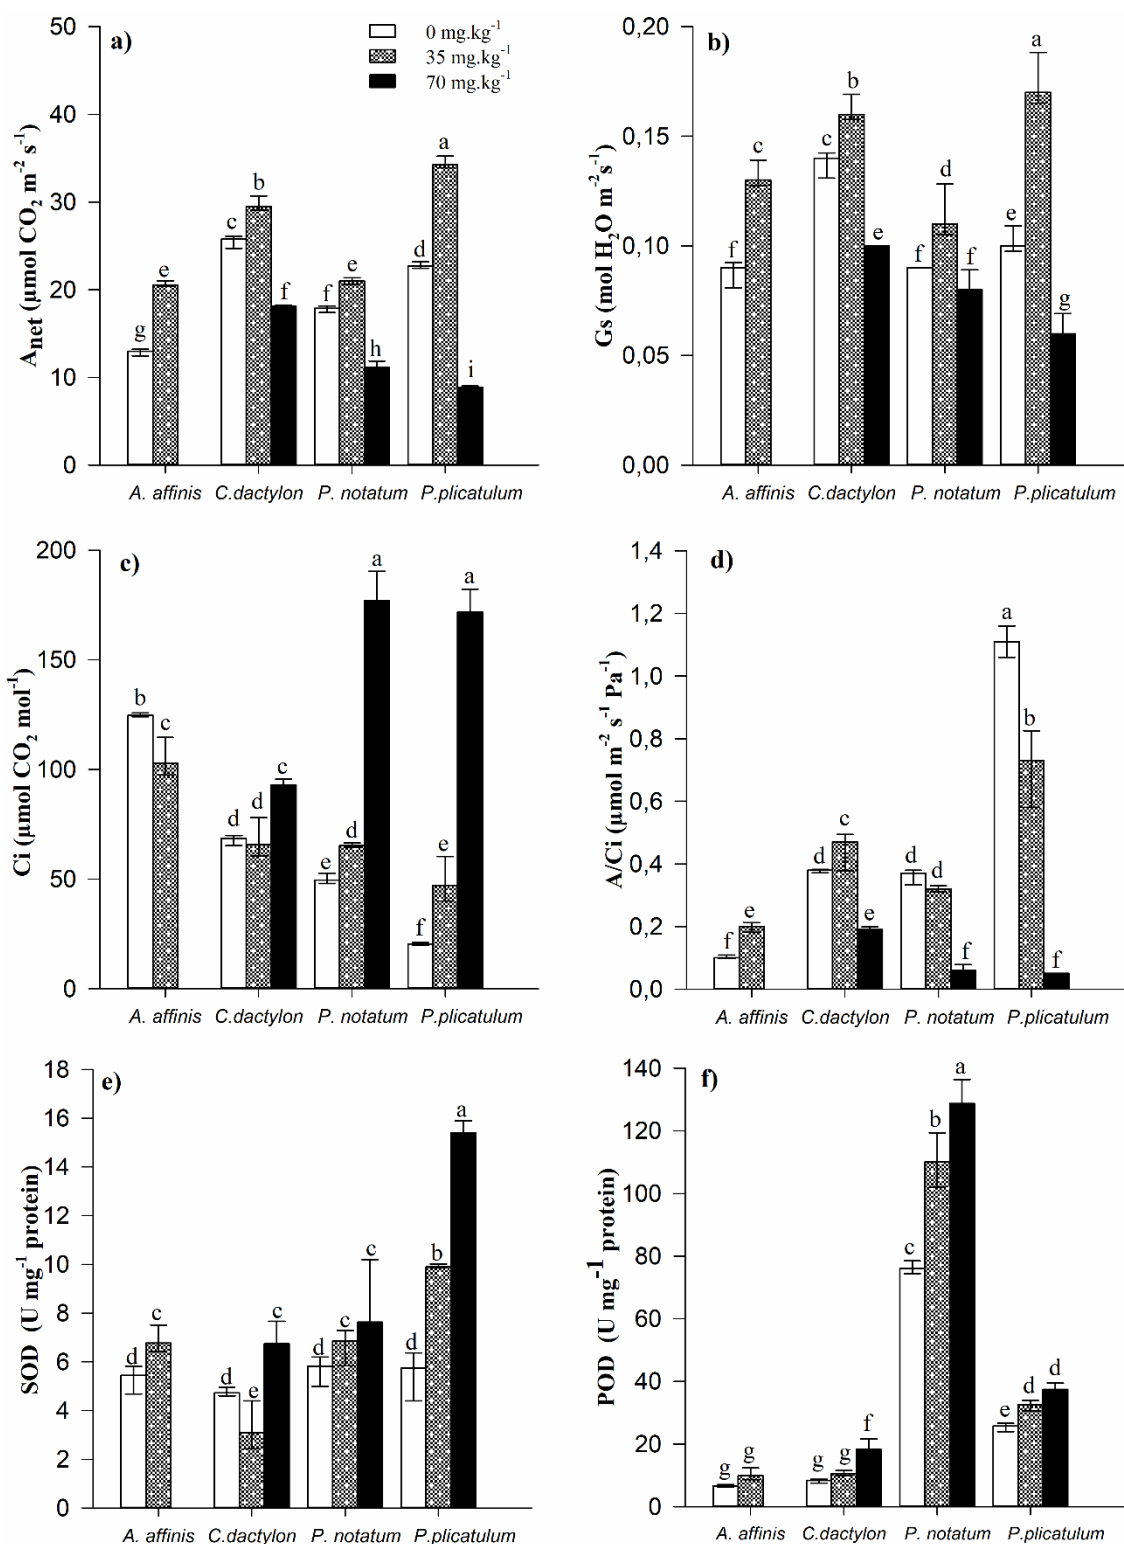 a)
0 mg.kg⁻¹
35 mg.kg⁻¹
70 mg.kg⁻¹
Anet (µmol CO₂ m⁻² s⁻¹)
50
40
30
20
10
0
g
e
c
b
f
f
e
h
d
a
i
A. affinis C.dactylon P. notatum P.plicatulum
b)
Gs (mol H₂O m⁻²s⁻¹)
0,20
0,15
0,10
0,05
0,00
f
c
c
b
e
f
d
f
e
a
g
A. affinis C.dactylon P. notatum P.plicatulum
c)
Ci (µmol CO₂ mol⁻¹)
200
150
100
50
0
b
c
d
d
c
e
d
a
f
e
a
A. affinis C.dactylon P. notatum P.plicatulum
d)
A/Ci (µmol m⁻² s⁻¹ Pa⁻¹)
1,4
1,2
1,0
0,8
0,6
0,4
0,2
0,0
f
e
d
c
e
d
d
f
a
b
f
A. affinis C.dactylon P. notatum P.plicatulum
e)
SOD (U mg⁻¹ protein)
18
16
14
12
10
8
6
4
2
0
d
c
d
e
c
d
c
c
d
b
a
A. affinis C.dactylon P. notatum P.plicatulum
f)
POD (U mg⁻¹ protein)
140
120
100
80
60
40
20
0
g
g
g
g
f
c
b
a
e
d
d
A. affinis C.dactylon P. notatum P.plicatulum